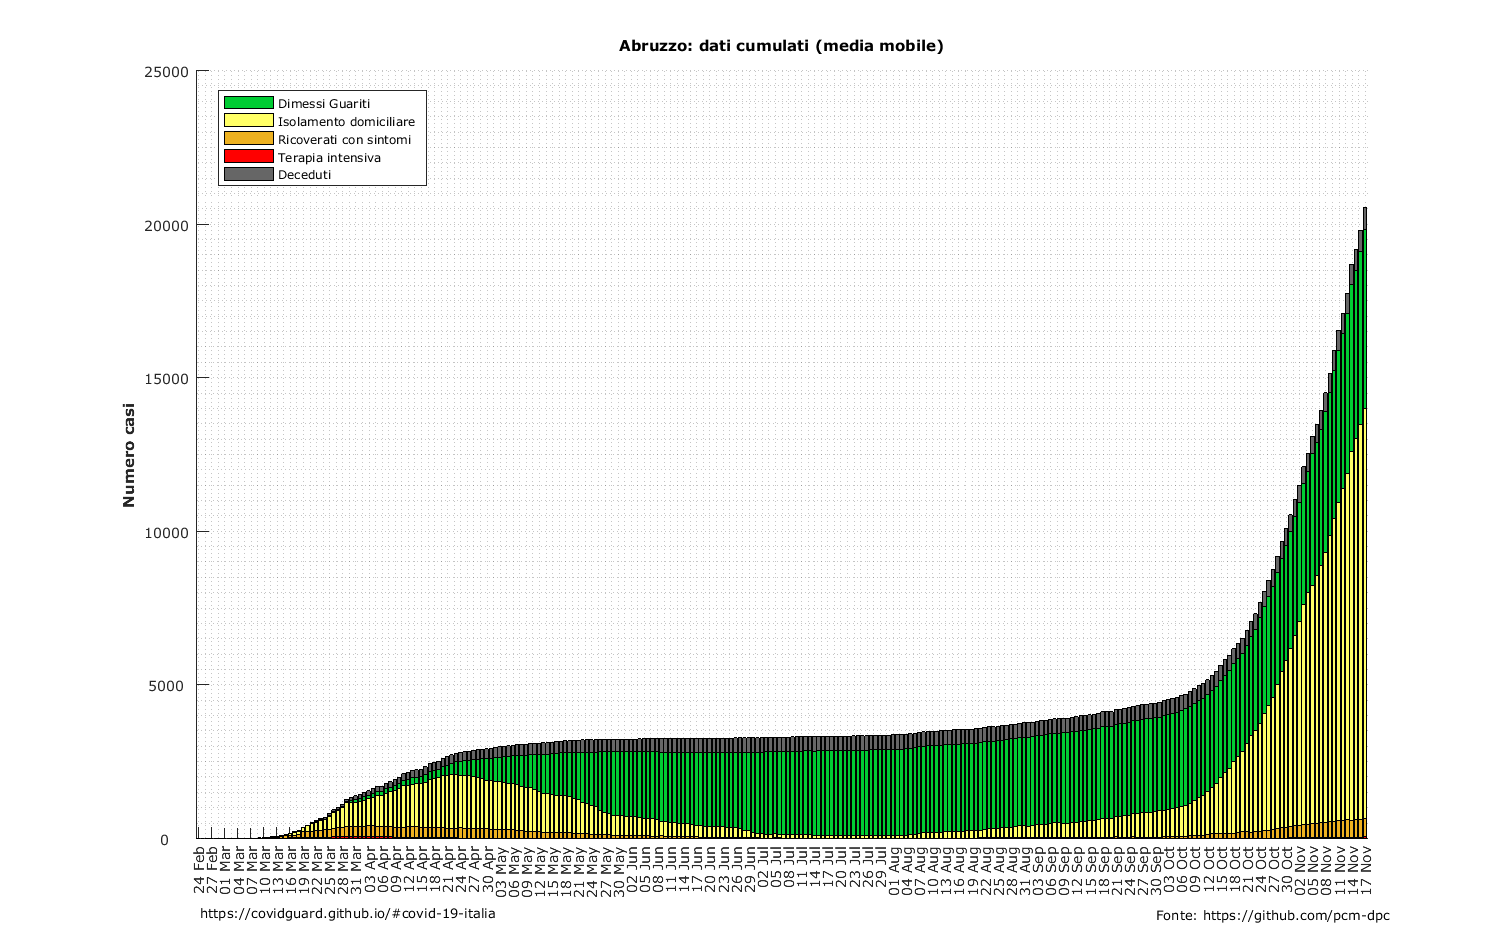 Abruzzo: dati cumulati (media mobile)
25000
Dimessi Guariti
Isolamento domiciliare
Ricoverati con sintomi
Terapia intensiva
Deceduti
20000
15000
Numero casi
10000
5000
0
24 Feb
27 Feb
01 Mar
04 Mar
07 Mar
10 Mar
13 Mar
16 Mar
19 Mar
22 Mar
25 Mar
28 Mar
31 Mar
03 Apr
06 Apr
09 Apr
12 Apr
15 Apr
18 Apr
21 Apr
24 Apr
27 Apr
30 Apr
03 May
06 May
09 May
12 May
15 May
18 May
21 May
24 May
27 May
30 May
02 Jun
05 Jun
08 Jun
11 Jun
14 Jun
17 Jun
20 Jun
23 Jun
26 Jun
29 Jun
02 Jul
05 Jul
08 Jul
11 Jul
14 Jul
17 Jul
20 Jul
23 Jul
26 Jul
29 Jul
01 Aug
04 Aug
07 Aug
10 Aug
13 Aug
16 Aug
19 Aug
22 Aug
25 Aug
28 Aug
31 Aug
03 Sep
06 Sep
09 Sep
12 Sep
15 Sep
18 Sep
21 Sep
24 Sep
27 Sep
30 Sep
03 Oct
06 Oct
09 Oct
12 Oct
15 Oct
18 Oct
21 Oct
24 Oct
27 Oct
30 Oct
02 Nov
05 Nov
08 Nov
11 Nov
14 Nov
17 Nov
https://covidguard.github.io/#covid-19-italia
Fonte: https://github.com/pcm-dpc